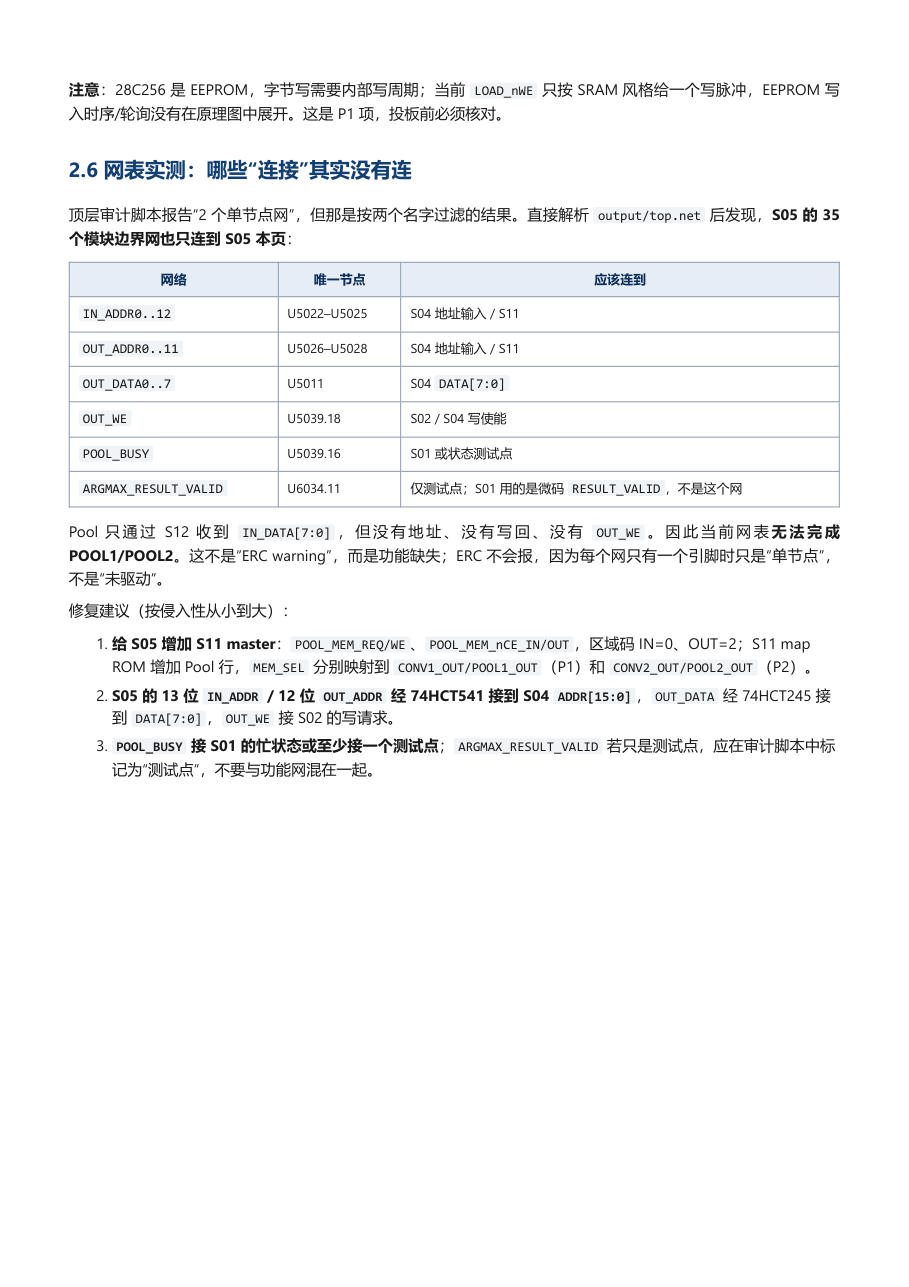 注意：28C256 是 EEPROM，字节写需要内部写周期；当前 LOAD_nWE 只按 SRAM 风格给一个写脉冲，EEPROM 写
入时序/轮询没有在原理图中展开。这是 P1 项，投板前必须核对。
2.6 网表实测：哪些“连接”其实没有连
顶层审计脚本报告“2 个单节点网”，但那是按两个名字过滤的结果。直接解析 output/top.net 后发现，S05 的 35
个模块边界网也只连到 S05 本页：
网络 唯一节点 应该连到
IN_ADDR0..12 U5022–U5025 S04 地址输入 / S11
OUT_ADDR0..11 U5026–U5028 S04 地址输入 / S11
OUT_DATA0..7 U5011 S04 DATA[7:0]
OUT_WE U5039.18 S02 / S04 写使能
POOL_BUSY U5039.16 S01 或状态测试点
ARGMAX_RESULT_VALID U6034.11 仅测试点；S01 用的是微码 RESULT_VALID，不是这个网
Pool 只通过 S12 收到 IN_DATA[7:0]，但没有地址、没有写回、没有 OUT_WE。因此当前网表无法完成
POOL1/POOL2。这不是“ERC warning”，而是功能缺失；ERC 不会报，因为每个网只有一个引脚时只是“单节点”，
不是“未驱动”。
修复建议（按侵入性从小到大）：
1. 给 S05 增加 S11 master：POOL_MEM_REQ/WE、POOL_MEM_nCE_IN/OUT，区域码 IN=0、OUT=2；S11 map
ROM 增加 Pool 行，MEM_SEL 分别映射到 CONV1_OUT/POOL1_OUT（P1）和 CONV2_OUT/POOL2_OUT（P2）。
2. S05 的 13 位 IN_ADDR / 12 位 OUT_ADDR 经 74HCT541 接到 S04 ADDR[15:0]，OUT_DATA 经 74HCT245 接
到 DATA[7:0]，OUT_WE 接 S02 的写请求。
3. POOL_BUSY 接 S01 的忙状态或至少接一个测试点；ARGMAX_RESULT_VALID 若只是测试点，应在审计脚本中标
记为“测试点”，不要与功能网混在一起。